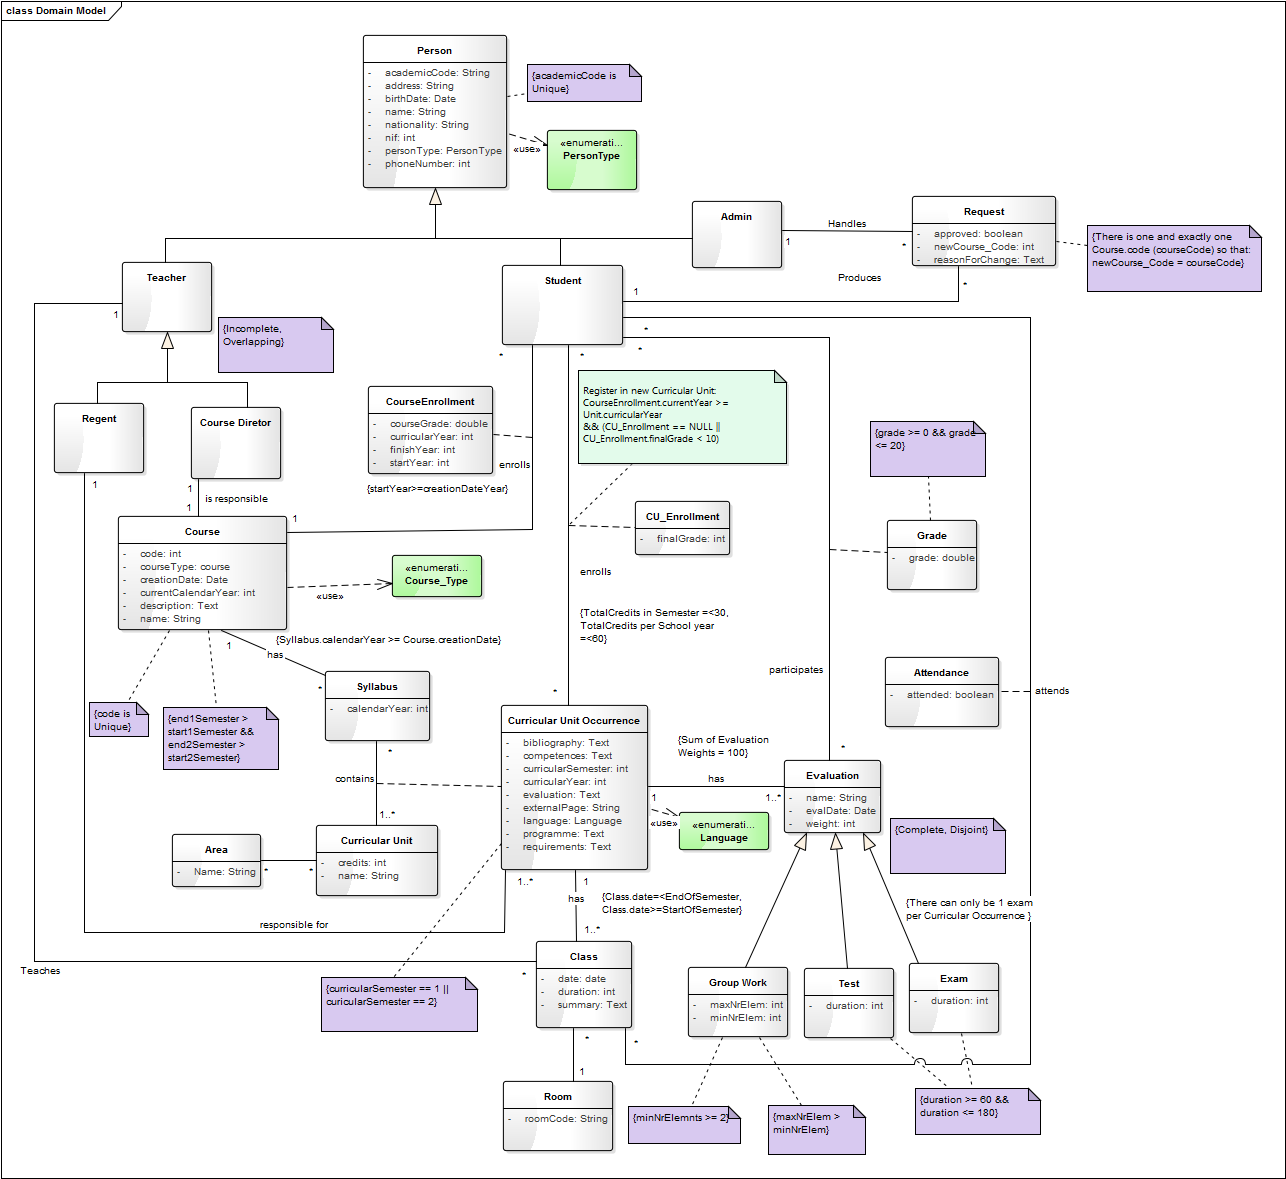 class Domain Model
Person
- academicCode: String
- address: String
- birthDate: Date
- name: String
- nationality: String
- nif: int
- personType: PersonType
- phoneNumber: int
{academicCode is
Unique}
«use»
«enumerati...
PersonType
Admin
1
Handles
*
Request
- approved: boolean
- newCourse_Code: int
- reasonForChange: Text
{There is one and exactly one
Course.code (courseCode) so that:
newCourse_Code = courseCode}
Teacher
1
{Incomplete,
Overlapping}
Student
1
Produces
*
*
*
*
*
Regent
1
Course Diretor
1
is responsible
1
CourseEnrollment
- courseGrade: double
- curricularYear: int
- finishYear: int
- startYear: int
enrolls
{startYear>=creationDateYear}
Register in new Curricular Unit:
CourseEnrollment.currentYear >=
Unit.curricularYear
&& (CU_Enrollment == NULL ||
CU_Enrollment.finalGrade < 10)
{grade >= 0 && grade
<= 20}
CU_Enrollment
- finalGrade: int
Grade
- grade: double
Course
1
- code: int
- courseType: course
- creationDate: Date
- currentCalendarYear: int
- description: Text
- name: String
«use»
«enumerati...
Course_Type
enrolls
{TotalCredits in Semester =<30,
TotalCredits per School year
=<60}
{Syllabus.calendarYear >= Course.creationDate}
1
has
*
participates
Attendance
- attended: boolean
attends
{code is
Unique}
{end1Semester >
start1Semester &&
end2Semester >
start2Semester}
Syllabus
- calendarYear: int
*
contains
1..*
*
Curricular Unit Occurrence
- bibliography: Text
- competences: Text
- curricularSemester: int
- curricularYear: int
- evaluation: Text
- externalPage: String
- language: Language
- programme: Text
- requirements: Text
{Sum of Evaluation
Weights = 100}
has
1
1..*
«use»
«enumerati...
Language
*
Evaluation
- name: String
- evalDate: Date
- weight: int
{Complete, Disjoint}
Area
- Name: String
*
*
Curricular Unit
- credits: int
- name: String
1..*
1
has
{Class.date=<EndOfSemester,
Class.date>=StartOfSemester}
1..*
{There can only be 1 exam
per Curricular Occurrence }
responsible for
Teaches
*
{curricularSemester == 1 ||
curicularSemester == 2}
Class
- date: date
- duration: int
- summary: Text
*
*
1
Room
- roomCode: String
Group Work
- maxNrElem: int
- minNrElem: int
Test
- duration: int
Exam
- duration: int
{minNrElemnts >= 2}
{maxNrElem >
minNrElem}
{duration >= 60 &&
duration <= 180}